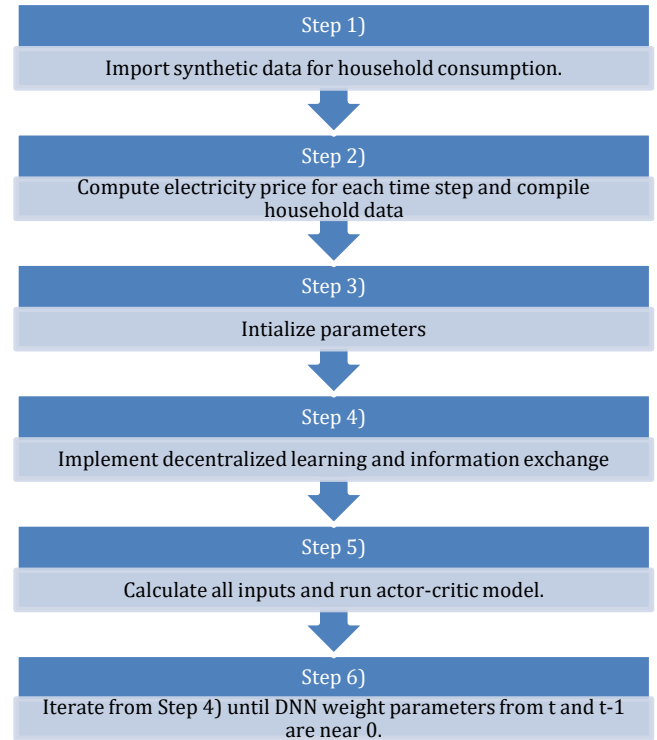 Step 1)
Import synthetic data for household consumption.
Step 2)
Compute electricity price for each time step and compile
household data
Step 3)
Intialize parameters
Step 4)
Implement decentralized learning and information exchange
Step 5)
Calculate all inputs and run actor-critic model.
Step 6)
Iterate from Step 4) until DNN weight parameters from t and t-1
are near 0.